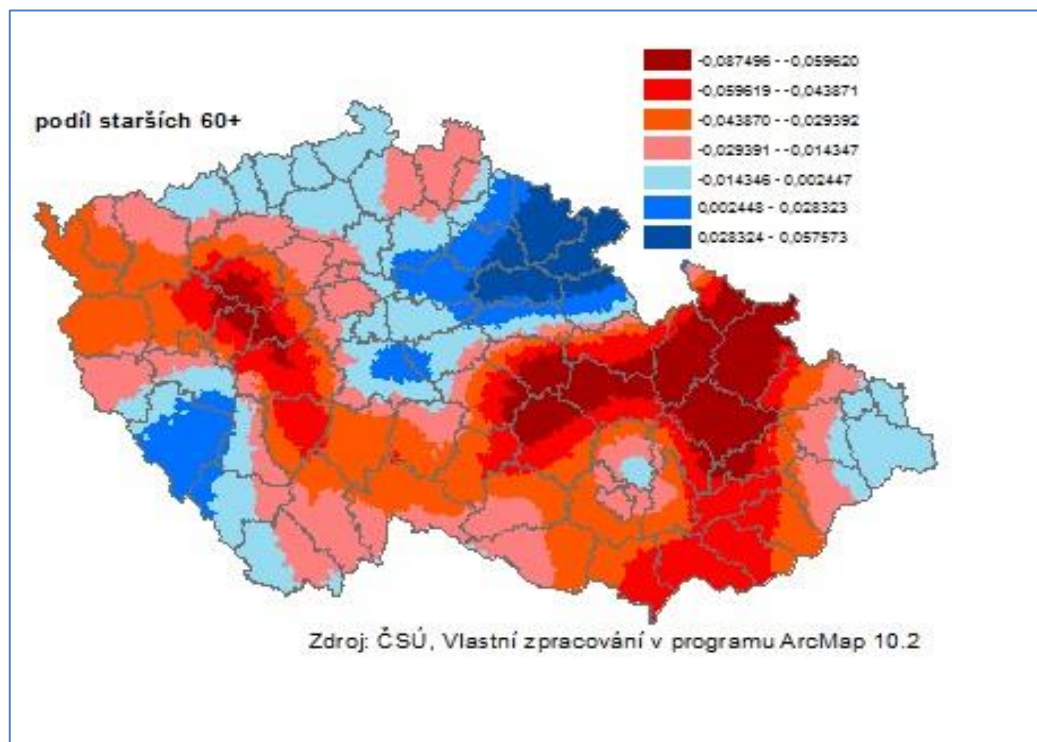 podíl starších 60+
-0,087496 - -0,059620
-0,059619 - -0,043871
-0,043870 - -0,029392
-0,029391 - -0,014347
-0,014346 - 0,002447
0,002448 - 0,028323
0,028324 - 0,057573
Zdroj: ČSÚ, Vlastní zpracování v programu ArcMap 10.2